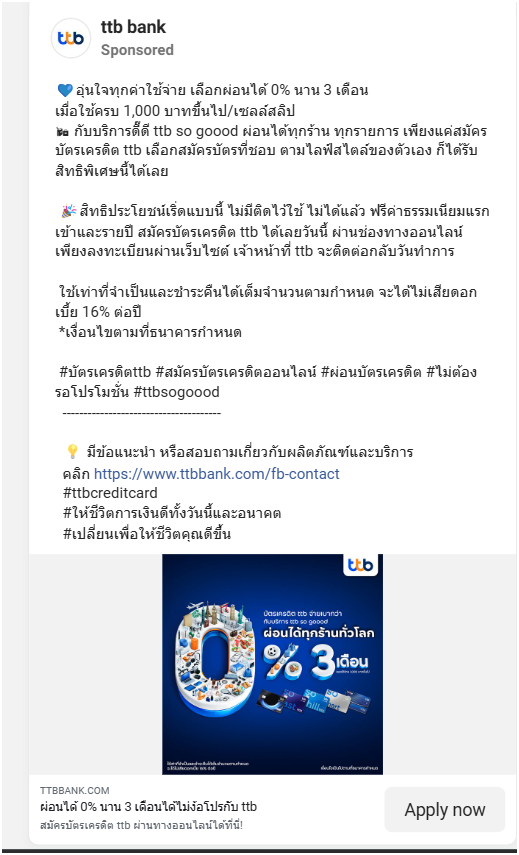 ttb
ttb bank
Sponsored
💙อุ่นใจทุกค่าใช้จ่าย เลือกผ่อนได้ 0% นาน 3 เดือน
เมื่อใช้ครบ 1,000 บาทขึ้นไป/เซลล์สลิป
🛍 กับบริการดี๊ดี ttb so goood ผ่อนได้ทุกร้าน ทุกรายการ เพียงแค่สมัคร
บัตรเครดิต ttb เลือกสมัครบัตรที่ชอบ ตามไลฟ์สไตล์ของตัวเอง ก็ได้รับ
สิทธิพิเศษนี้ได้เลย
🎉 สิทธิประโยชน์เริ่ดแบบนี้ ไม่มีติดไว้ใช้ ไม่ได้แล้ว ฟรีค่าธรรมเนียมแรก
เข้าและรายปี สมัครบัตรเครดิต ttb ได้เลยวันนี้ ผ่านช่องทางออนไลน์
เพียงลงทะเบียนผ่านเว็บไซต์ เจ้าหน้าที่ ttb จะติดต่อกลับวันทำการ
ใช้เท่าที่จำเป็นและชำระคืนได้เต็มจำนวนตามกำหนด จะได้ไม่เสียดอก
เบี้ย 16% ต่อปี
*เงื่อนไขตามที่ธนาคารกำหนด
#บัตรเครดิตttb #สมัครบัตรเครดิตออนไลน์ #ผ่อนบัตรเครดิต #ไม่ต้อง
รอโปรโมชั่น #ttbsogoood
--------------------------------------
💡 มีข้อแนะนำ หรือสอบถามเกี่ยวกับผลิตภัณฑ์และบริการ
คลิก https://www.ttbbank.com/fb-contact
#ttbcreditcard
#ให้ชีวิตการเงินดีทั้งวันนี้และอนาคต
#เปลี่ยนเพื่อให้ชีวิตคุณดีขึ้น
ttb
บัตรเครดิต ttb จ่ายเบากว่า
กับบริการ ttb so goood
ผ่อนได้ทุกร้านทั่วโลก
0% 3 เดือน
เงื่อนไขเป็นไปตามที่ธนาคารกำหนด
TTBBANK.COM
ผ่อนได้ 0% นาน 3 เดือนได้ไม่ง้อโปรกับ ttb
สมัครบัตรเครดิต ttb ผ่านทางออนไลน์ได้ที่นี่!
Apply now